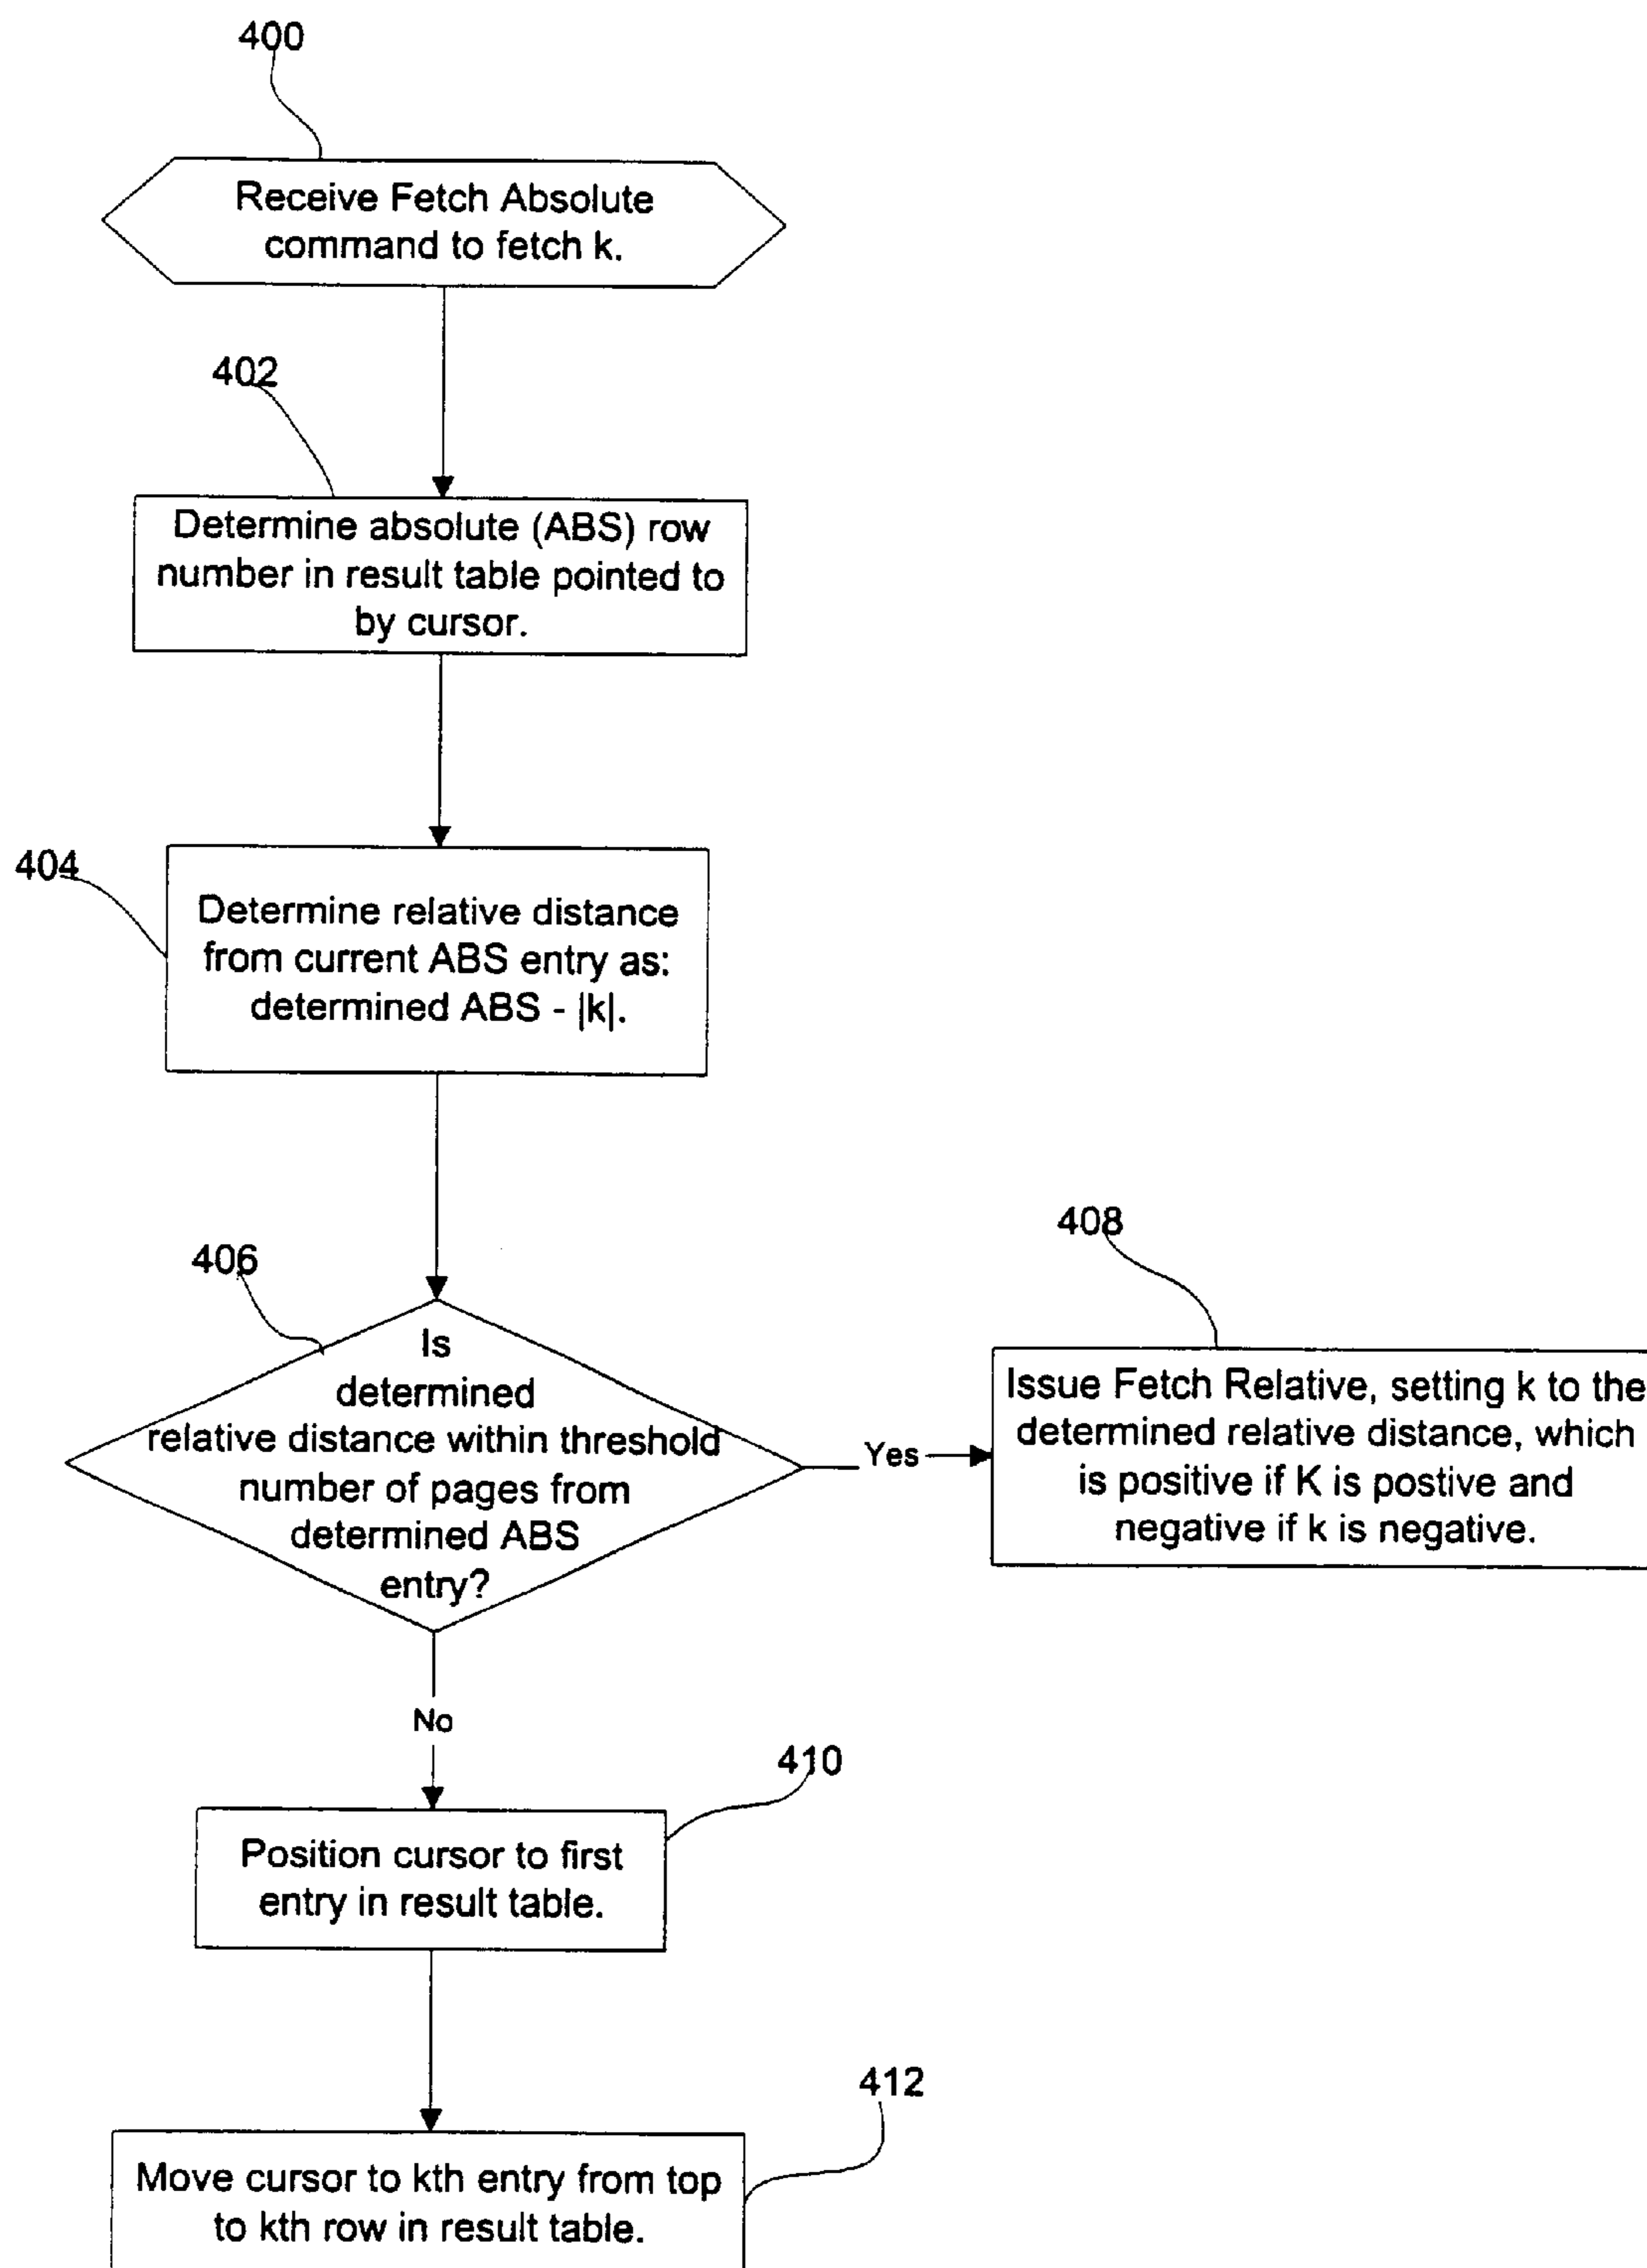 400
Receive Fetch Absolute
command to fetch k.
402
Determine absolute (ABS) row
number in result table pointed to
by cursor.
404
Determine relative distance
from current ABS entry as:
determined ABS - |k|.
406
Is
determined
relative distance within threshold
number of pages from
determined ABS
entry?
Yes
408
Issue Fetch Relative, setting k to the
determined relative distance, which
is positive if K is postive and
negative if k is negative.
No
410
Position cursor to first
entry in result table.
412
Move cursor to kth entry from top
to kth row in result table.